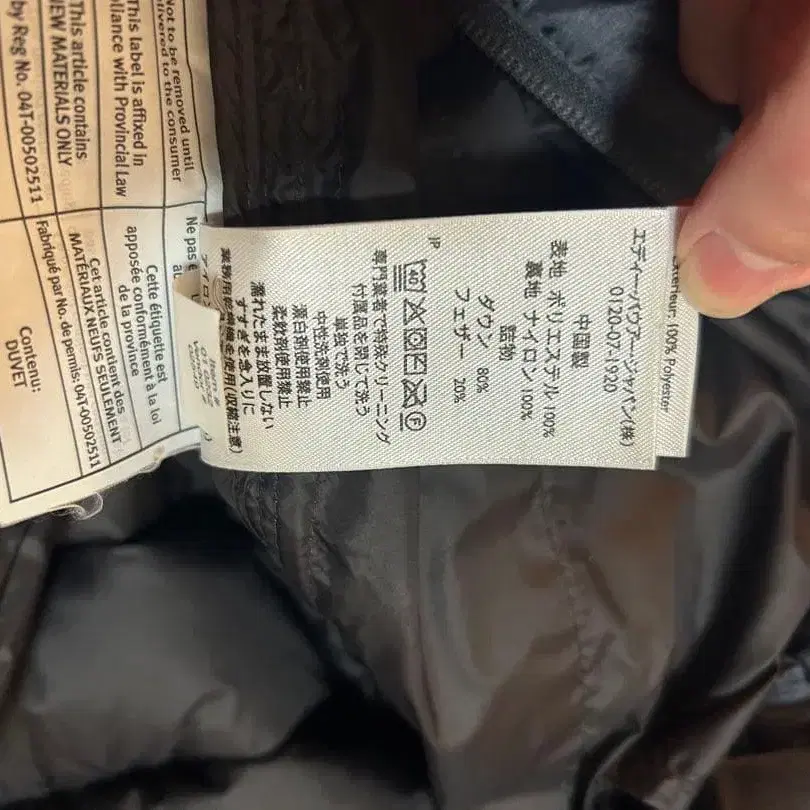 Not to be removed until
delivered to the consumer
This label is affixed in
compliance with Provincial Law
This article contains
NEW MATERIALS ONLY
by Reg No. 04T-00502511
Ne pas
Cette étiquette est
apposée conformément à la loi
de la province
Cet article contient des
MATÉRIAUX NEUFS SEULEMENT
Fabriqué par No. de permis: 04T-00502511
Contenu:
DUVET
100% Polyester
エディー・バウアー・ジャパン(株)
0120-07-1920
中国製
表地 ポリエステル 100%
裏地 ナイロン 100%
詰物
ダウン 80%
フェザー 20%
JP
40 F
専門業者で特殊クリーニング
付属品を閉じて洗う
単独で洗う
中性洗剤使用
漂白剤使用禁止
柔軟剤使用禁止
濡れたまま放置しない
すすぎを念入りに
業務用乾燥機を使用(収縮注意)
アイロン
Item #